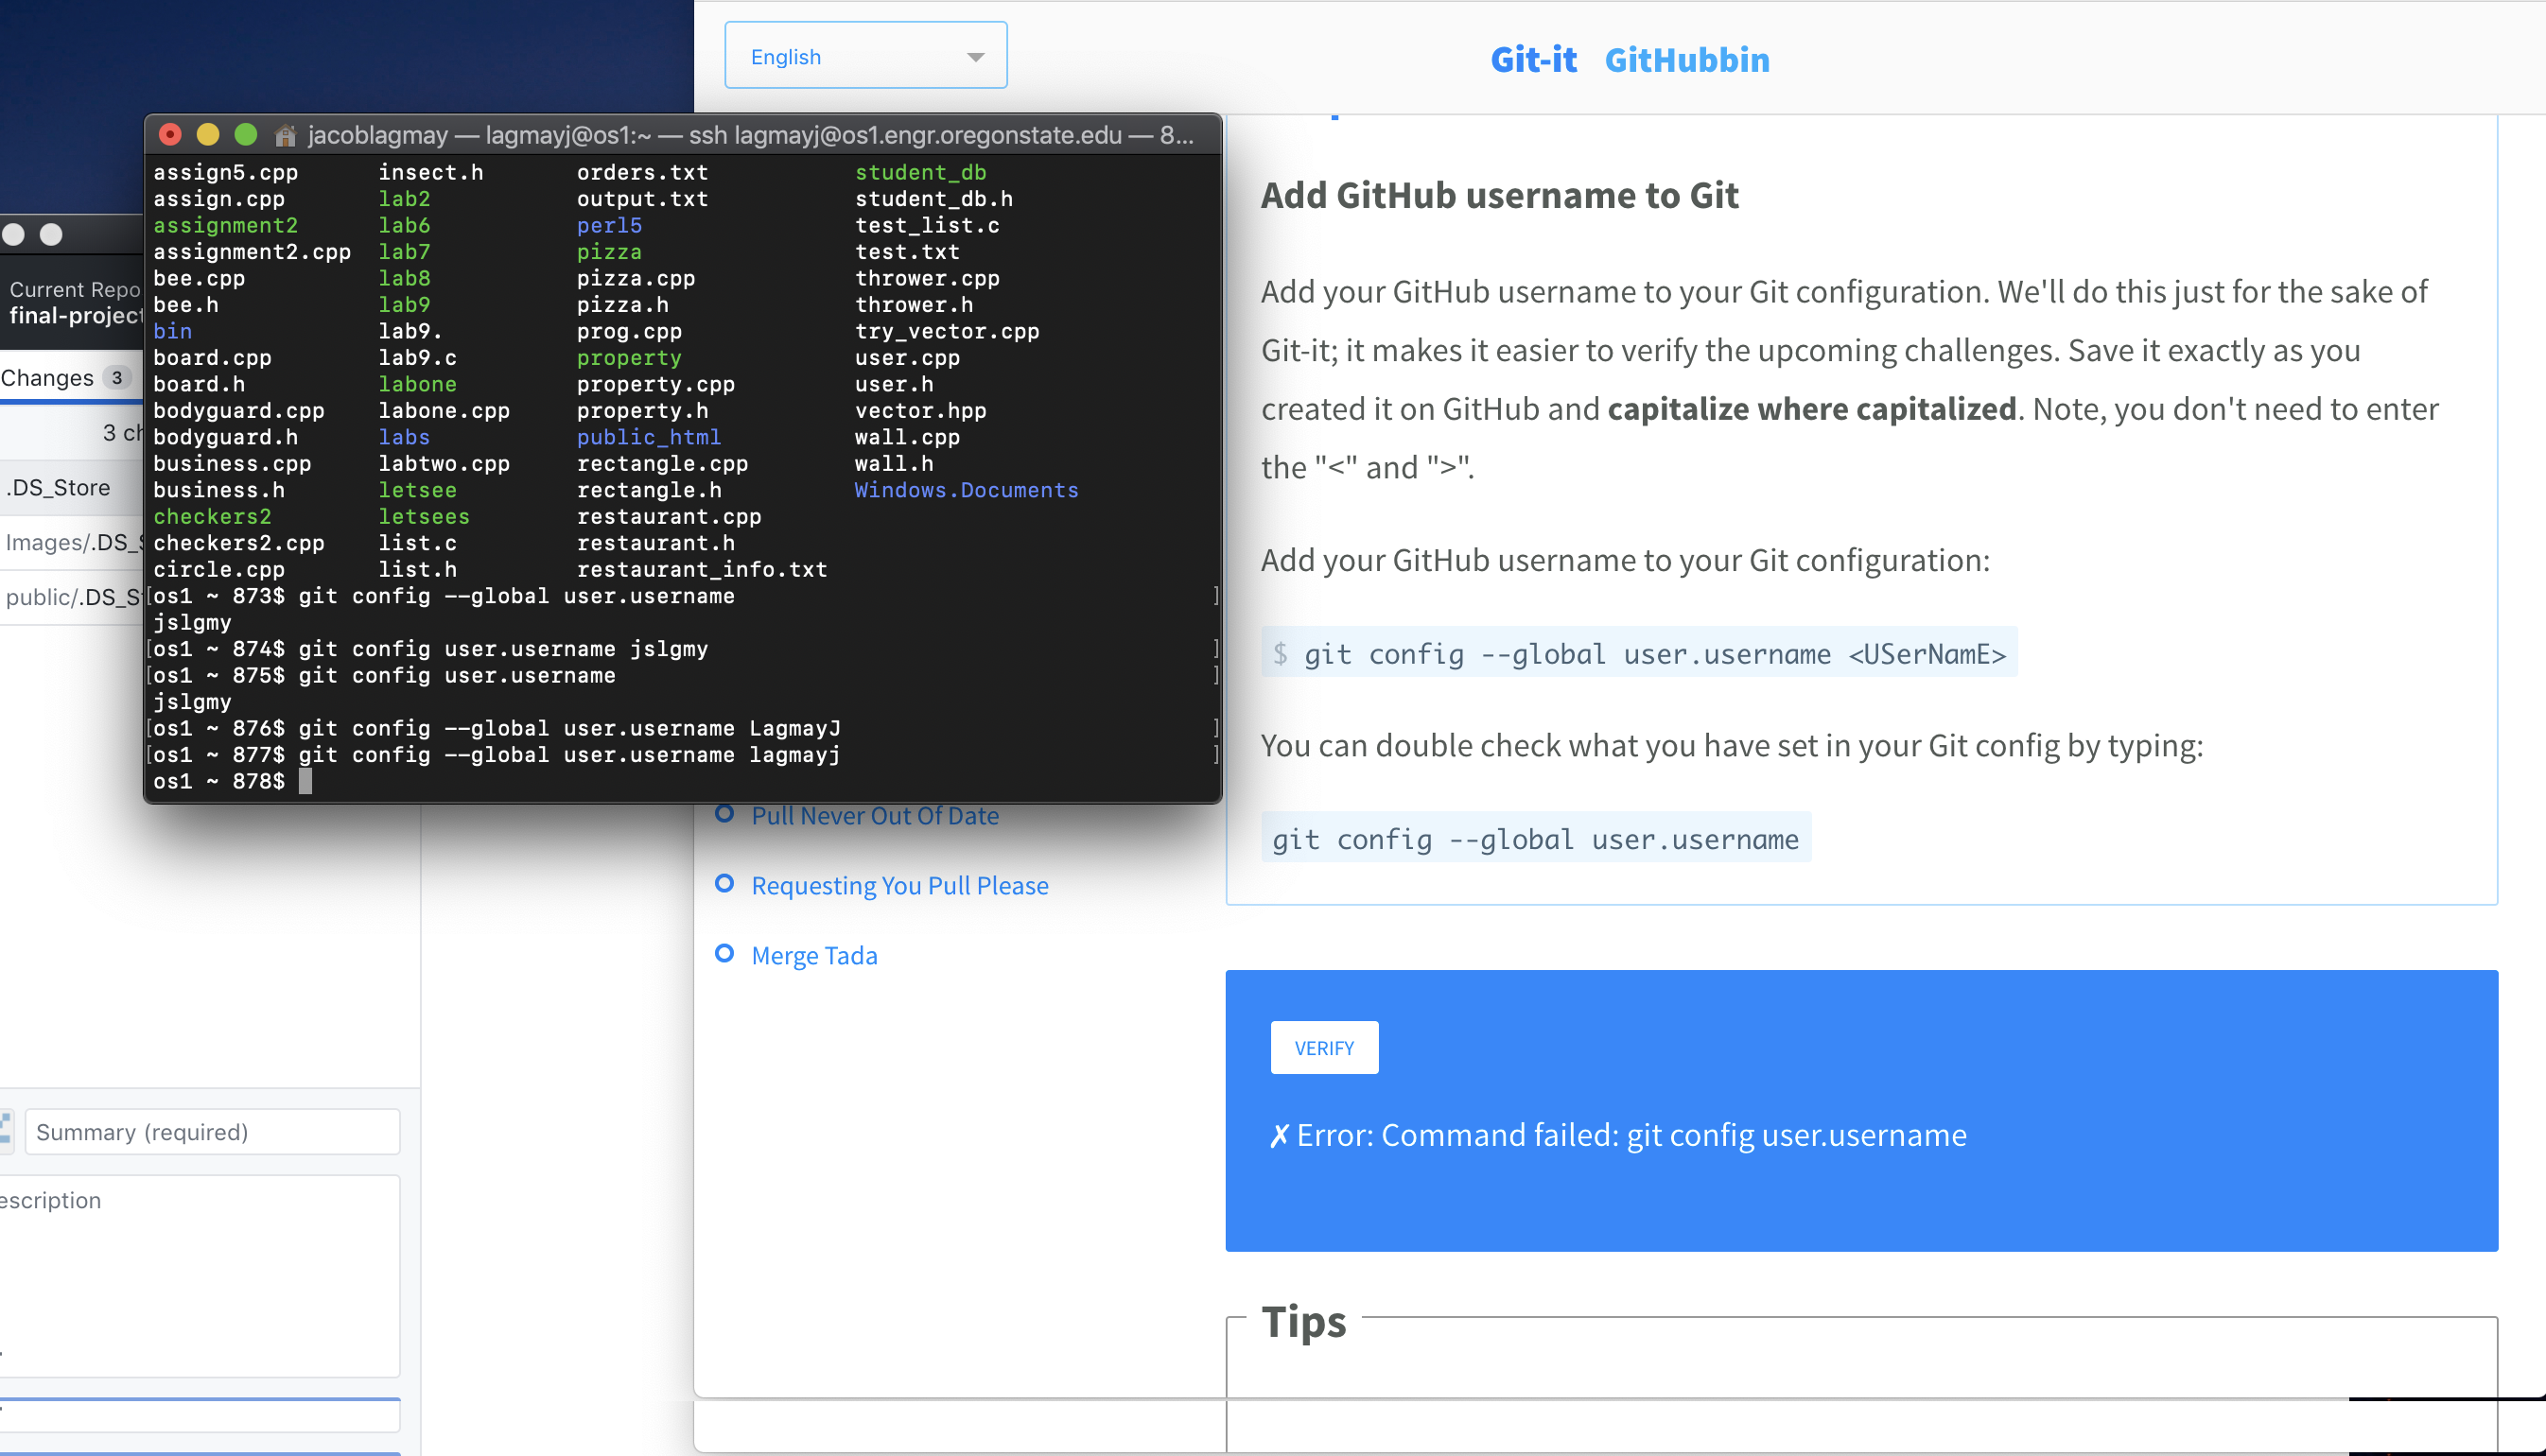 English
Git-it GitHubbin
jacoblagmay — lagmayj@os1:~ — ssh lagmayj@os1.engr.oregonstate.edu — 8...
assign5.cpp insect.h orders.txt student_db
assign.cpp lab2 output.txt student_db.h
assignment2 lab6 perl5 test_list.c
assignment2.cpp lab7 pizza test.txt
bee.cpp lab8 pizza.cpp thrower.cpp
bee.h lab9 pizza.h thrower.h
bin lab9. prog.cpp try_vector.cpp
board.cpp lab9.c property user.cpp
board.h labone property.cpp user.h
bodyguard.cpp labone.cpp property.h vector.hpp
bodyguard.h labs public_html wall.cpp
business.cpp labtwo.cpp rectangle.cpp wall.h
business.h letsee rectangle.h Windows.Documents
checkers2 letsees restaurant.cpp
checkers2.cpp list.c restaurant.h
circle.cpp list.h restaurant_info.txt
[os1 ~ 873$ git config --global user.username ]
jslgmy
[os1 ~ 874$ git config user.username jslgmy ]
[os1 ~ 875$ git config user.username ]
jslgmy
[os1 ~ 876$ git config --global user.username LagmayJ ]
[os1 ~ 877$ git config --global user.username lagmayj ]
os1 ~ 878$
Current Repo
final-project
Changes 3
3 ch
.DS_Store
Images/.DS_S
public/.DS_St
Summary (required)
escription
Pull Never Out Of Date
Requesting You Pull Please
Merge Tada
Add GitHub username to Git
Add your GitHub username to your Git configuration. We'll do this just for the sake of
Git-it; it makes it easier to verify the upcoming challenges. Save it exactly as you
created it on GitHub and capitalize where capitalized. Note, you don't need to enter
the "<" and ">".
Add your GitHub username to your Git configuration:
$ git config --global user.username <USerNamE>
You can double check what you have set in your Git config by typing:
git config --global user.username
VERIFY
✗ Error: Command failed: git config user.username
Tips